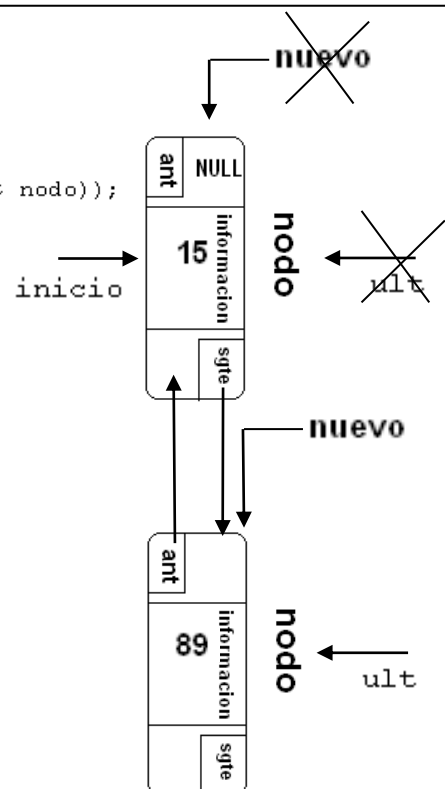 nuevo
ant NULL
t nodo));
15 informacion nodo
inicio
ult
sgte
nuevo
ant
89 informacion nodo
ult
sgte